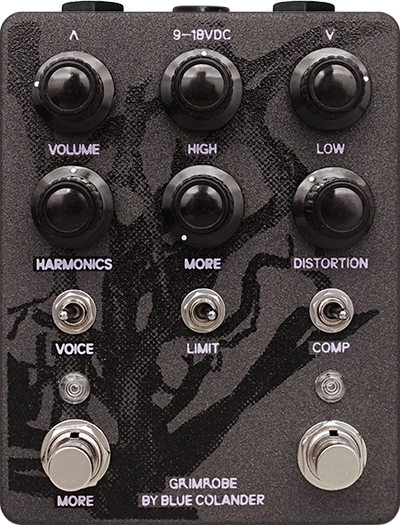 Λ 9-18VDC V
VOLUME HIGH LOW
HARMONICS MORE DISTORTION
VOICE LIMIT COMP
MORE
GRIMROBE
BY BLUE COLANDER